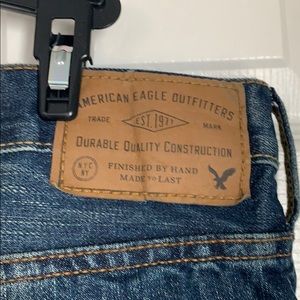 AMERICAN EAGLE OUTFITTERS
TRADE EST. 1977 MARK
DURABLE QUALITY CONSTRUCTION
NYC NY
FINISHED BY HAND
MADE TO LAST